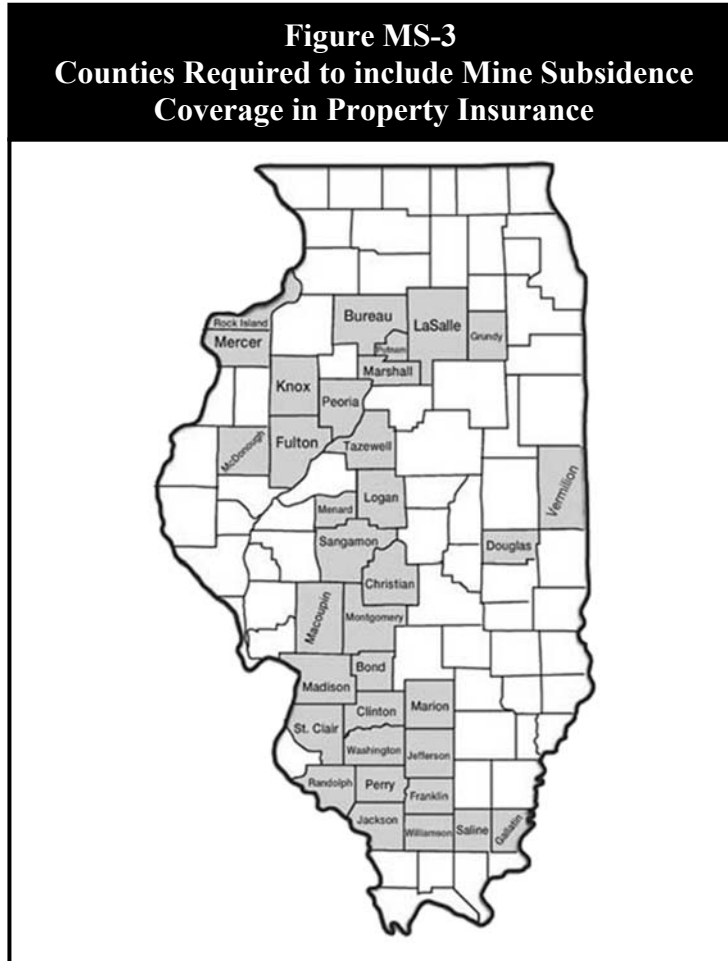 Figure MS-3
Counties Required to include Mine Subsidence
Coverage in Property Insurance
Rock Island
Mercer
Bureau
LaSalle
Putnam
Grundy
Marshall
Knox
Peoria
McDonough
Fulton
Tazewell
Vermilion
Logan
Menard
Sangamon
Douglas
Christian
Macoupin
Montgomery
Bond
Madison
Clinton
Marion
St. Clair
Washington
Jefferson
Randolph
Perry
Franklin
Jackson
Williamson
Saline
Gallatin